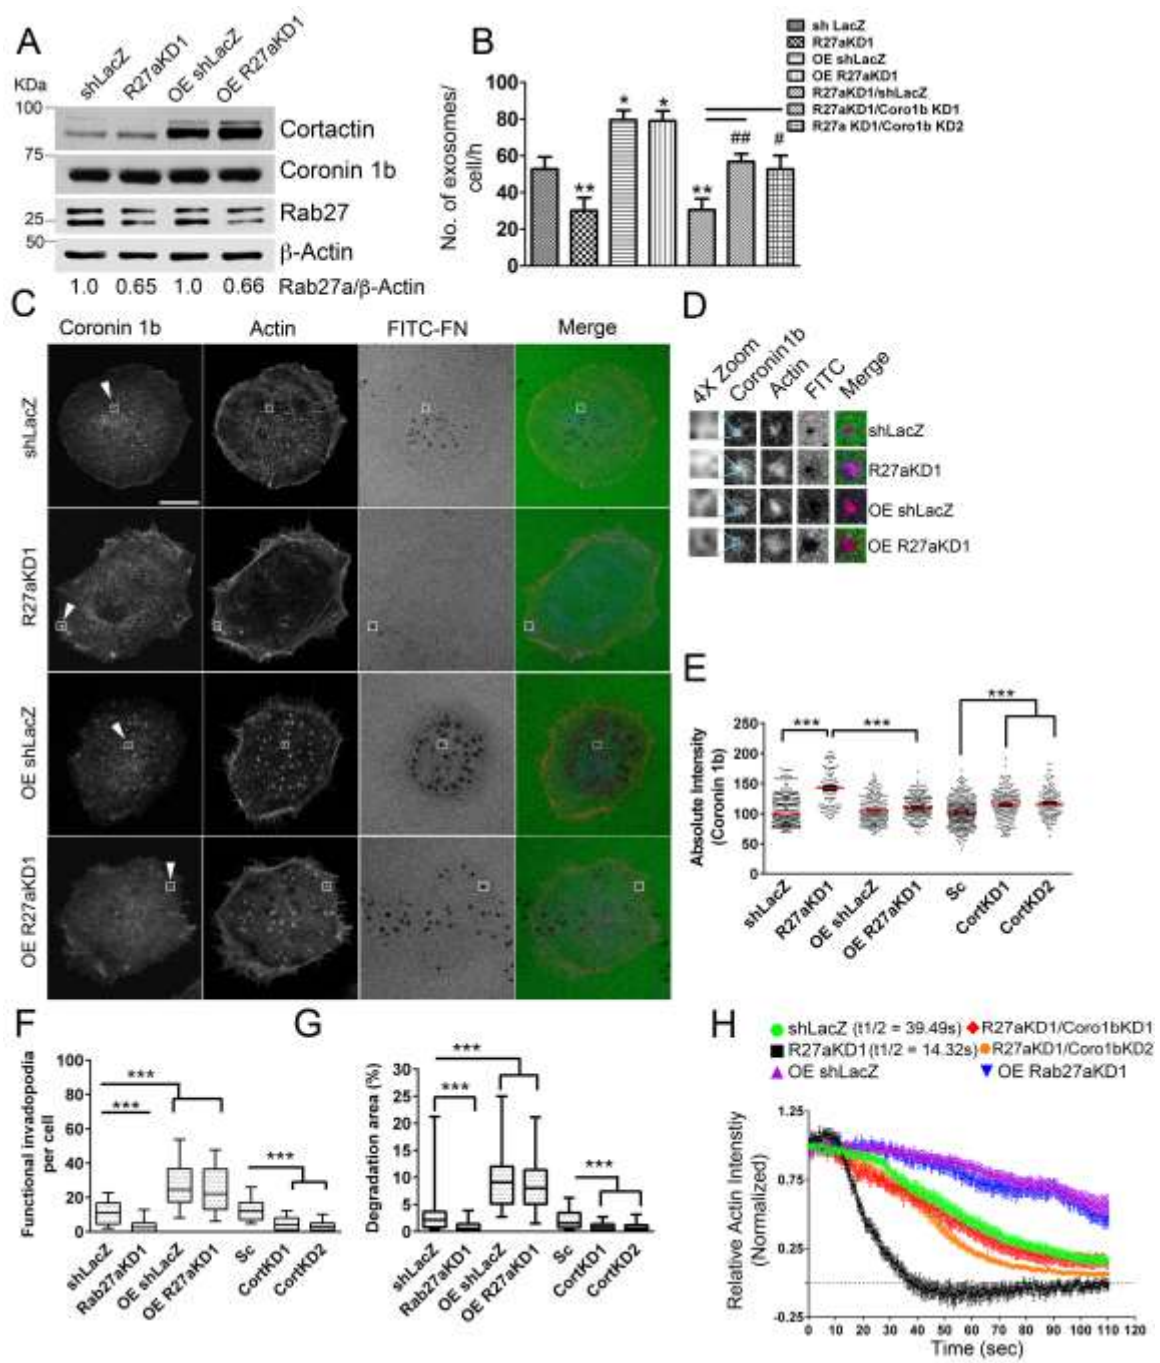 A
shLacZ
R27aKD1
OE shLacZ
OE R27aKD1
KDa
100
Cortactin
75
Coronin 1b
Rab27
25
50
β-Actin
1.0 0.65 1.0 0.66 Rab27a/β-Actin
B
sh LacZ
R27aKD1
OE shLacZ
OE R27aKD1
R27aKD1/shLacZ
R27aKD1/Coro1b KD1
R27a KD1/Coro1b KD2
No. of exosomes/
cell/h
100
80
60
40
20
0
** * * ** ## #
C
Coronin 1b Actin FITC-FN Merge
shLacZ
R27aKD1
OE shLacZ
OE R27aKD1
D
4X Zoom
Coronin1b
Actin
FITC
Merge
shLacZ
R27aKD1
OE shLacZ
OE R27aKD1
E
Absolute Intensity
(Coronin 1b)
250
200
150
100
50
0
*** *** ***
shLacZ
R27aKD1
OE shLacZ
OE R27aKD1
Sc
CortKD1
CortKD2
F
Functional invadopodia
per cell
100
80
60
40
20
0
***
***
***
shLacZ
Rab27aKD1
OE shLacZ
OE R27aKD1
Sc
CortKD1
CortKD2
G
Degradation area (%)
30
25
20
15
10
5
0
***
***
***
shLacZ
Rab27aKD1
OE shLacZ
OE R27aKD1
Sc
CortKD1
CortKD2
H
shLacZ (t1/2 = 39.49s) R27aKD1/Coro1bKD1
R27aKD1(t1/2 = 14.32s) R27aKD1/Coro1bKD2
OE shLacZ OE Rab27aKD1
Relative Actin Intenstiy
(Normalized)
1.25
0.75
0.25
-0.25
0 10 20 30 40 50 60 70 80 90 100 110 120
Time (sec)